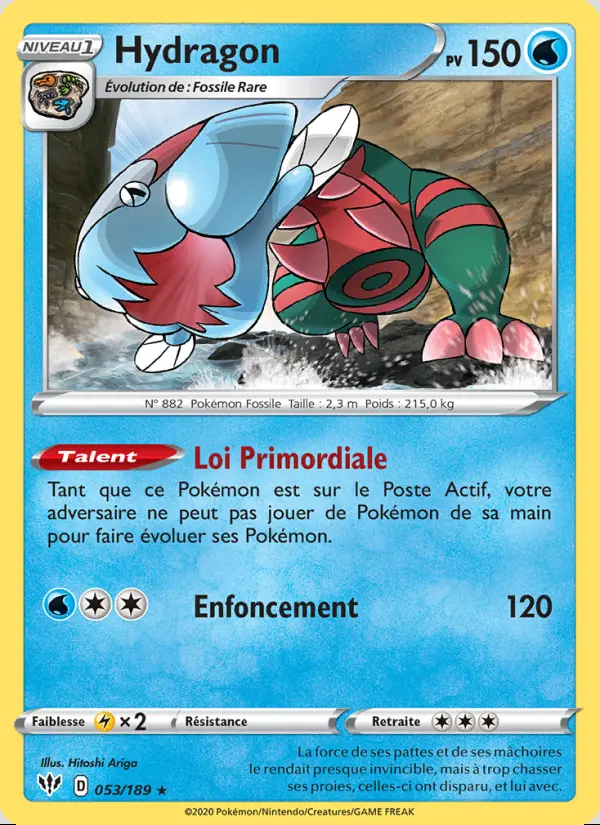 NIVEAU 1
Hydragon
PV 150
Évolution de : Fossile Rare
N° 882 Pokémon Fossile Taille : 2,3 m Poids : 215,0 kg
Talent Loi Primordiale
Tant que ce Pokémon est sur le Poste Actif, votre
adversaire ne peut pas jouer de Pokémon de sa main
pour faire évoluer ses Pokémon.
Enfoncement 120
Faiblesse ×2 Résistance Retraite
Illus. Hitoshi Ariga
La force de ses pattes et de ses mâchoires
le rendait presque invincible, mais à trop chasser
ses proies, celles-ci ont disparu, et lui avec.
D 053/189 ★
©2020 Pokémon/Nintendo/Creatures/GAME FREAK